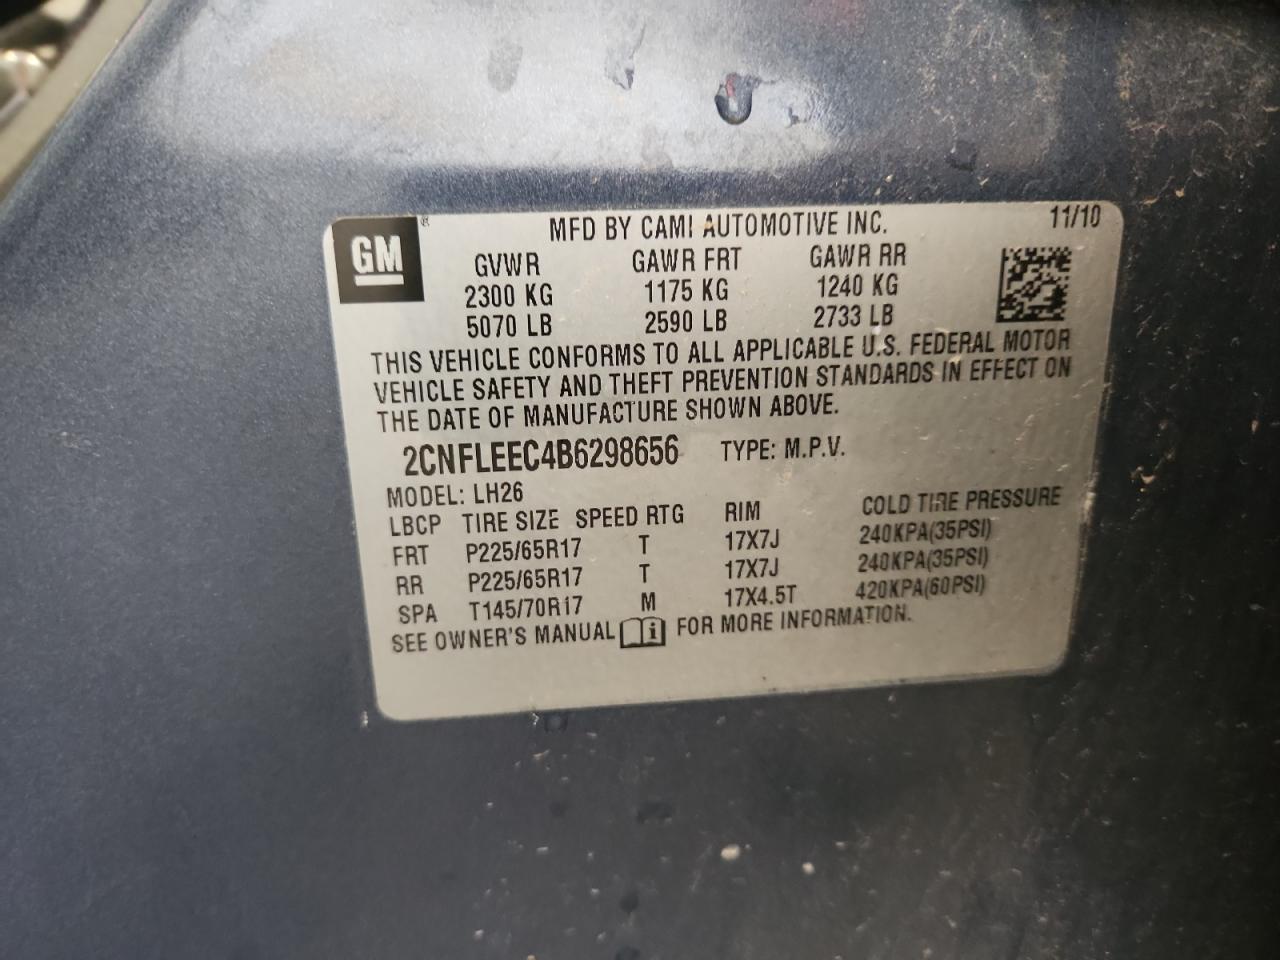 GM ®
MFD BY CAMI AUTOMOTIVE INC. 11/10
GVWR GAWR FRT GAWR RR
2300 KG 1175 KG 1240 KG
5070 LB 2590 LB 2733 LB
THIS VEHICLE CONFORMS TO ALL APPLICABLE U.S. FEDERAL MOTOR
VEHICLE SAFETY AND THEFT PREVENTION STANDARDS IN EFFECT ON
THE DATE OF MANUFACTURE SHOWN ABOVE.
2CNFLEEC4B6298656 TYPE: M.P.V.
MODEL: LH26
LBCP TIRE SIZE SPEED RTG RIM COLD TIRE PRESSURE
FRT P225/65R17 T 17X7J 240KPA(35PSI)
RR P225/65R17 T 17X7J 240KPA(35PSI)
SPA T145/70R17 M 17X4.5T 420KPA(60PSI)
SEE OWNER'S MANUAL i FOR MORE INFORMATION.